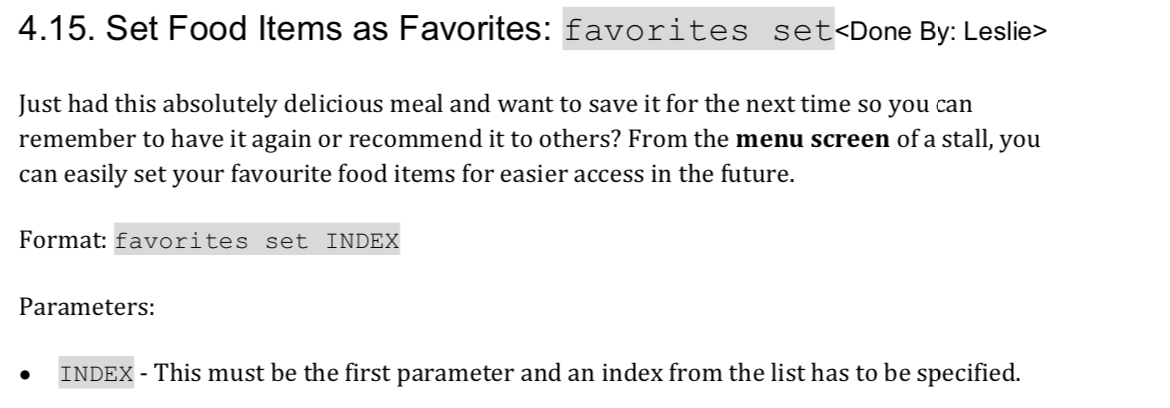 4.15. Set Food Items as Favorites: favorites set<Done By: Leslie>
Just had this absolutely delicious meal and want to save it for the next time so you can
remember to have it again or recommend it to others? From the menu screen of a stall, you
can easily set your favourite food items for easier access in the future.
Format: favorites set INDEX
Parameters:
• INDEX - This must be the first parameter and an index from the list has to be specified.